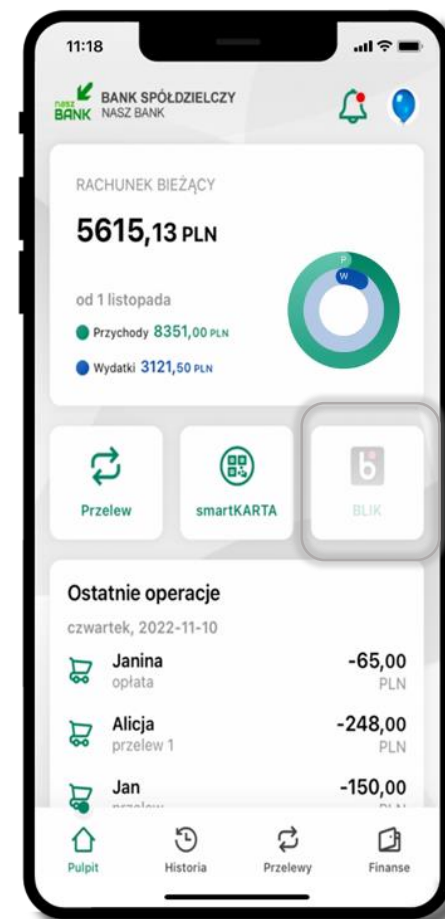 11:18
nasz BANK
BANK SPÓŁDZIELCZY
NASZ BANK
RACHUNEK BIEŻĄCY
5615,13 PLN
od 1 listopada
Przychody 8351,00 PLN
Wydatki 3121,50 PLN
P
W
Przelew
smartKARTA
BLIK
Ostatnie operacje
czwartek, 2022-11-10
Janina -65,00
opłata PLN
Alicja -248,00
przelew 1 PLN
Jan -150,00
przelew PLN
Pulpit Historia Przelewy Finanse